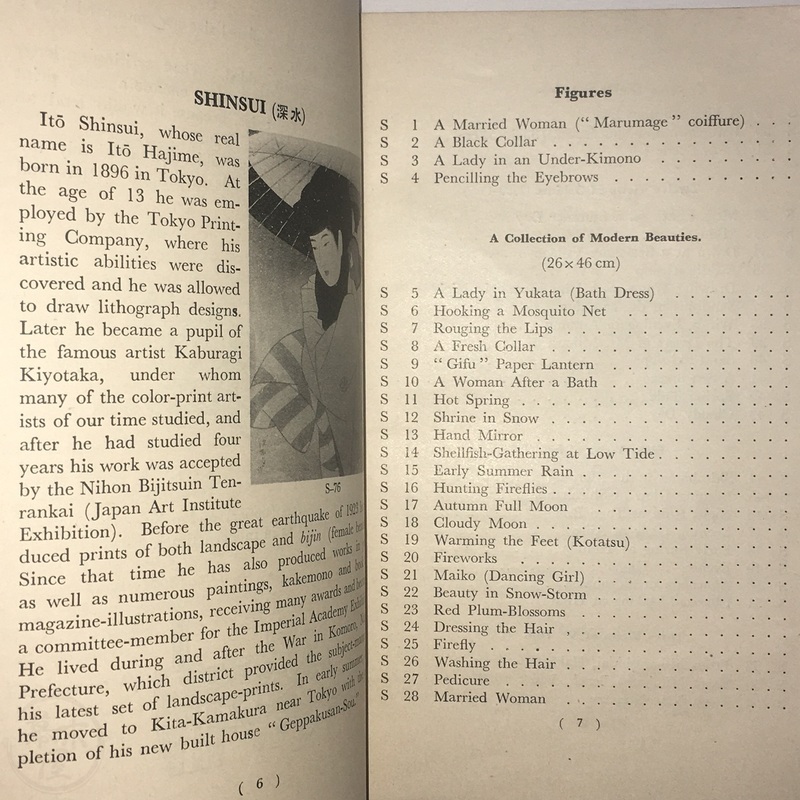 SHINSUI (深水)
Itō Shinsui, whose real
name is Itō Hajime, was
born in 1896 in Tokyo. At
the age of 13 he was em-
ployed by the Tokyo Print-
ing Company, where his
artistic abilities were dis-
covered and he was allowed
to draw lithograph designs.
Later he became a pupil of
the famous artist Kaburagi
Kiyotaka, under whom
many of the color-print art-
ists of our time studied, and
after he had studied four
years his work was accepted
by the Nihon Bijitsuin Ten-
rankai (Japan Art Institute
Exhibition). Before the great earthquake of 1923
duced prints of both landscape and bijin (female
Since that time he has also produced works
as well as numerous paintings, kakemono and
magazine-illustrations, receiving many awards and
a committee-member for the Imperial Academy
He lived during and after the War in Komoro,
Prefecture, which district provided the
his latest set of landscape-prints. In early summer
he moved to Kita-Kamakura near Tokyo with
pletion of his new built house "Geppakusan-Sou."
S-76
( 6 )
Figures
S 1 A Married Woman ("Marumage" coiffure) . . .
S 2 A Black Collar . . . . . . . . . . . . . .
S 3 A Lady in an Under-Kimono . . . . . . . .
S 4 Pencilling the Eyebrows . . . . . . . . . .
A Collection of Modern Beauties.
(26×46 cm)
S 5 A Lady in Yukata (Bath Dress) . . . . . . .
S 6 Hooking a Mosquito Net . . . . . . . . .
S 7 Rouging the Lips . . . . . . . . . . . . .
S 8 A Fresh Collar . . . . . . . . . . . . . .
S 9 "Gifu" Paper Lantern . . . . . . . . . . .
S 10 A Woman After a Bath . . . . . . . . . .
S 11 Hot Spring . . . . . . . . . . . . . . . .
S 12 Shrine in Snow . . . . . . . . . . . . . .
S 13 Hand Mirror . . . . . . . . . . . . . . .
S 14 Shellfish-Gathering at Low Tide . . . . . . .
S 15 Early Summer Rain . . . . . . . . . . . .
S 16 Hunting Fireflies . . . . . . . . . . . . .
S 17 Autumn Full Moon . . . . . . . . . . . .
S 18 Cloudy Moon . . . . . . . . . . . . . . .
S 19 Warming the Feet (Kotatsu) . . . . . . . .
S 20 Fireworks . . . . . . . . . . . . . . . .
S 21 Maiko (Dancing Girl) . . . . . . . . . . .
S 22 Beauty in Snow-Storm . . . . . . . . . . .
S 23 Red Plum-Blossoms . . . . . . . . . . . .
S 24 Dressing the Hair , . . . . . . . . . . . .
S 25 Firefly . . . . . . . . . . . . . . . . . .
S 26 Washing the Hair . . . . . . . . . . . . .
S 27 Pedicure . . . . . . . . . . . . . . . . .
S 28 Married Woman . . . . . . . . . . . . .
( 7 )